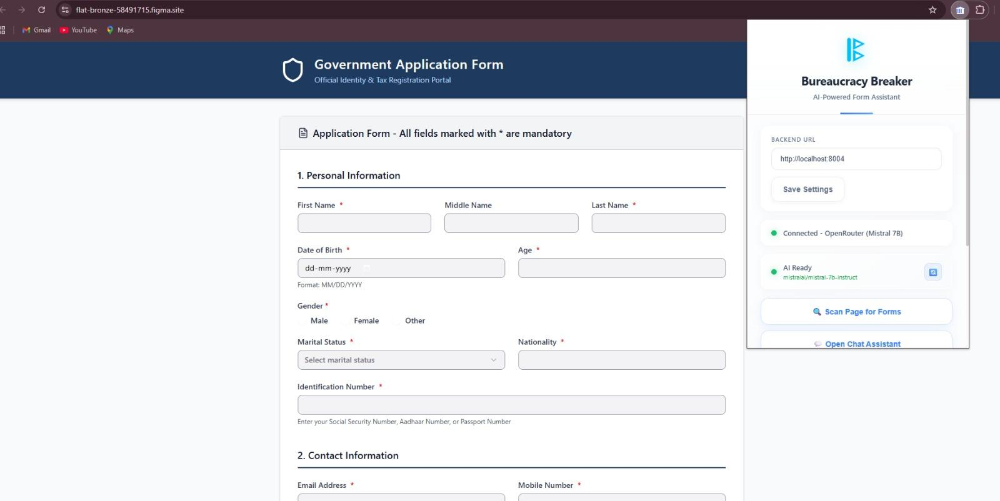 flat-bronze-58491715.figma.site
Gmail
YouTube
Maps
Government Application Form
Official Identity & Tax Registration Portal
Application Form - All fields marked with * are mandatory
1. Personal Information
First Name *
Middle Name
Last Name *
Date of Birth *
Age *
dd-mm-yyyy
Format: MM/DD/YYYY
Gender *
Male
Female
Other
Marital Status *
Nationality *
Select marital status
Identification Number *
Enter your Social Security Number, Aadhaar Number, or Passport Number
2. Contact Information
Email Address *
Mobile Number *
Bureaucracy Breaker
AI-Powered Form Assistant
BACKEND URL
http://localhost:8004
Save Settings
Connected - OpenRouter (Mistral 7B)
AI Ready
mistralai/mistral-7b-instruct
Scan Page for Forms
Open Chat Assistant